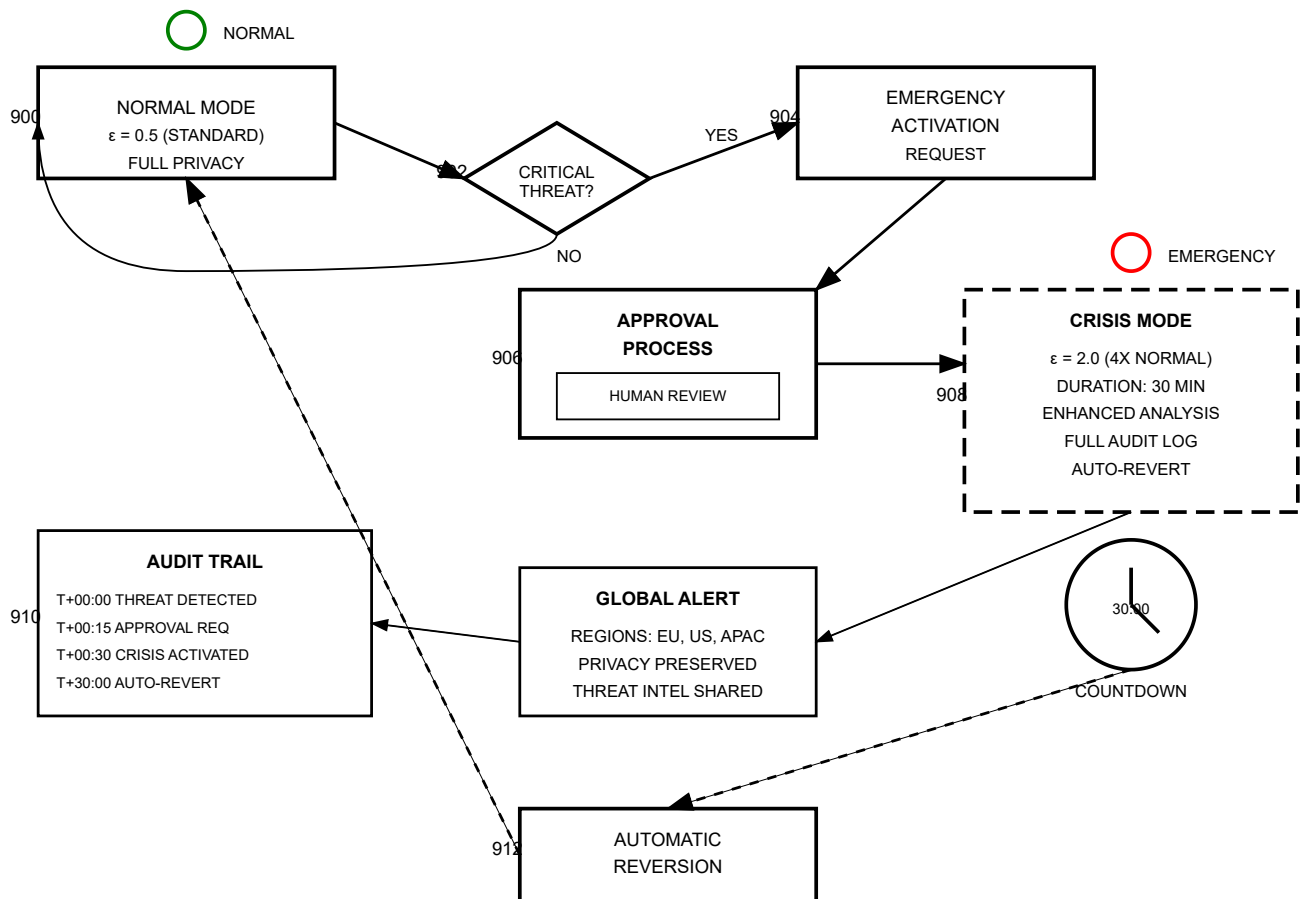 NORMAL
900
NORMAL MODE
ε = 0.5 (STANDARD)
FULL PRIVACY
902
CRITICAL
THREAT?
YES
NO
904
EMERGENCY
ACTIVATION
REQUEST
EMERGENCY
906
APPROVAL
PROCESS
HUMAN REVIEW
908
CRISIS MODE
ε = 2.0 (4X NORMAL)
DURATION: 30 MIN
ENHANCED ANALYSIS
FULL AUDIT LOG
AUTO-REVERT
910
AUDIT TRAIL
T+00:00 THREAT DETECTED
T+00:15 APPROVAL REQ
T+00:30 CRISIS ACTIVATED
T+30:00 AUTO-REVERT
GLOBAL ALERT
REGIONS: EU, US, APAC
PRIVACY PRESERVED
THREAT INTEL SHARED
30:00
COUNTDOWN
912
AUTOMATIC
REVERSION